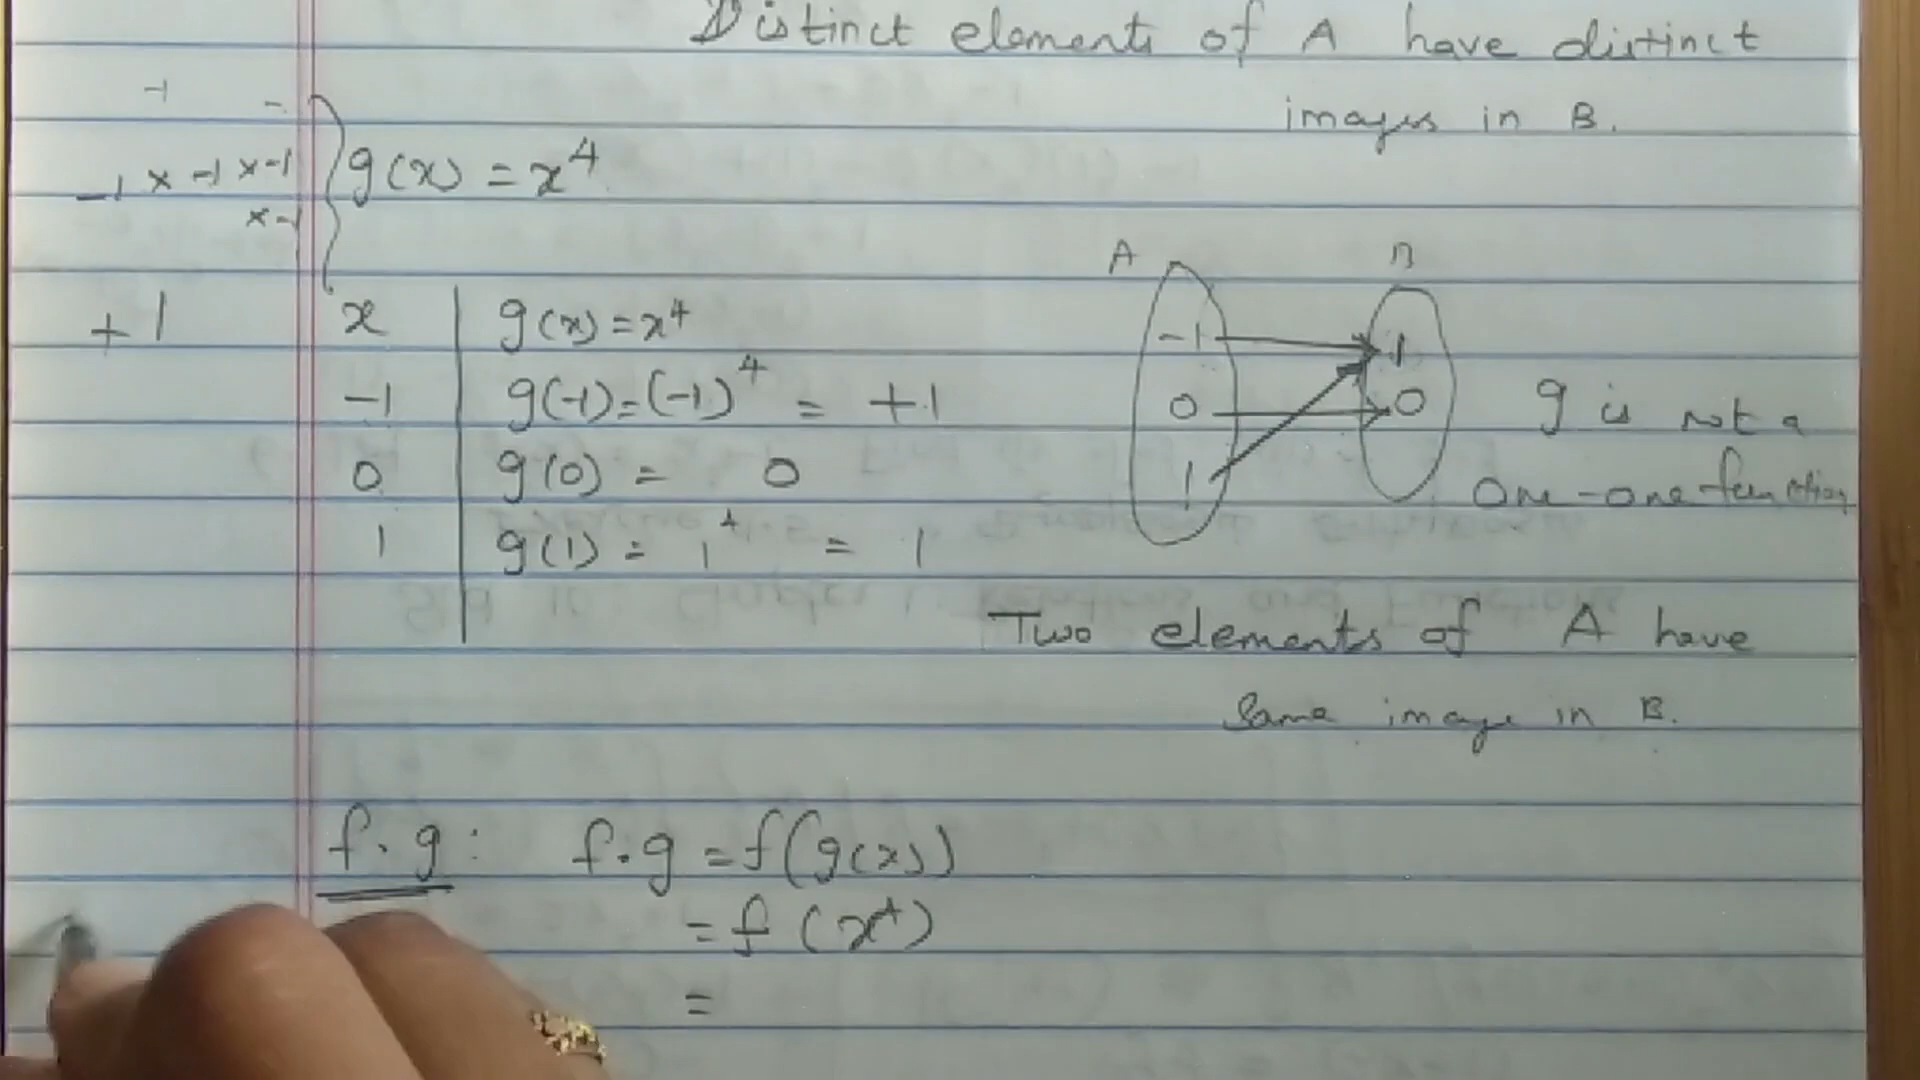 Distinct elements of A have distinct
images in B.
-1 -
-1 x -1 x -1
x -1
+1
g(x) = x⁴
x | g(x) = x⁴
-1 | g(-1) = (-1)⁴ = +1
0 | g(0) = 0
1 | g(1) = 1⁴ = 1
A B
-1 1
0 0
1
g is not a
one-one function
Two elements of A have
same image in B.
f.g : f.g = f(g(x))
= f(x⁴)
=